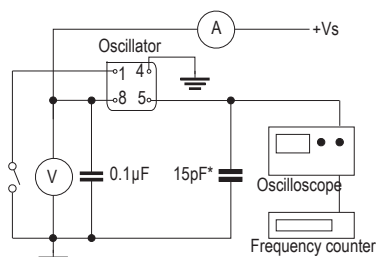 A
+Vs
Oscillator
1 4
8 5
V
0.1µF
15pF*
Oscilloscope
Frequency counter